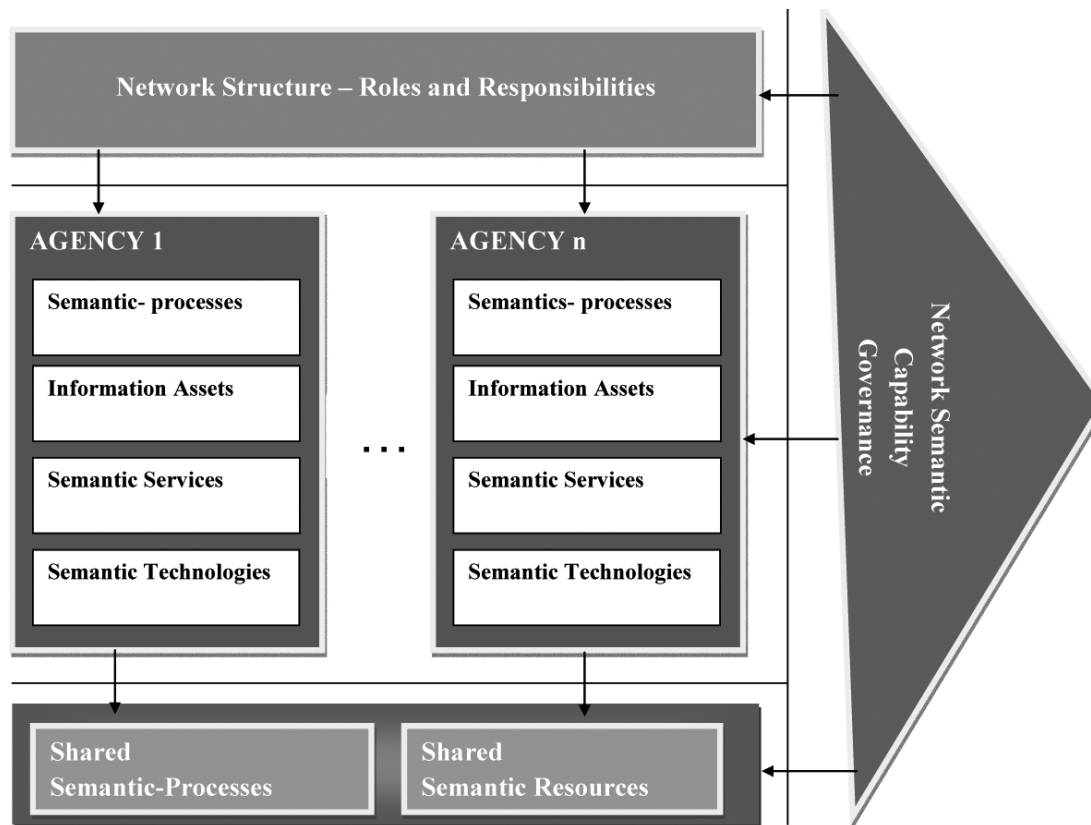 Network Structure – Roles and Responsibilities
AGENCY 1
Semantic- processes
Information Assets
Semantic Services
Semantic Technologies
...
AGENCY n
Semantics- processes
Information Assets
Semantic Services
Semantic Technologies
Shared
Semantic-Processes
Shared
Semantic Resources
Network Semantic
Capability
Governance